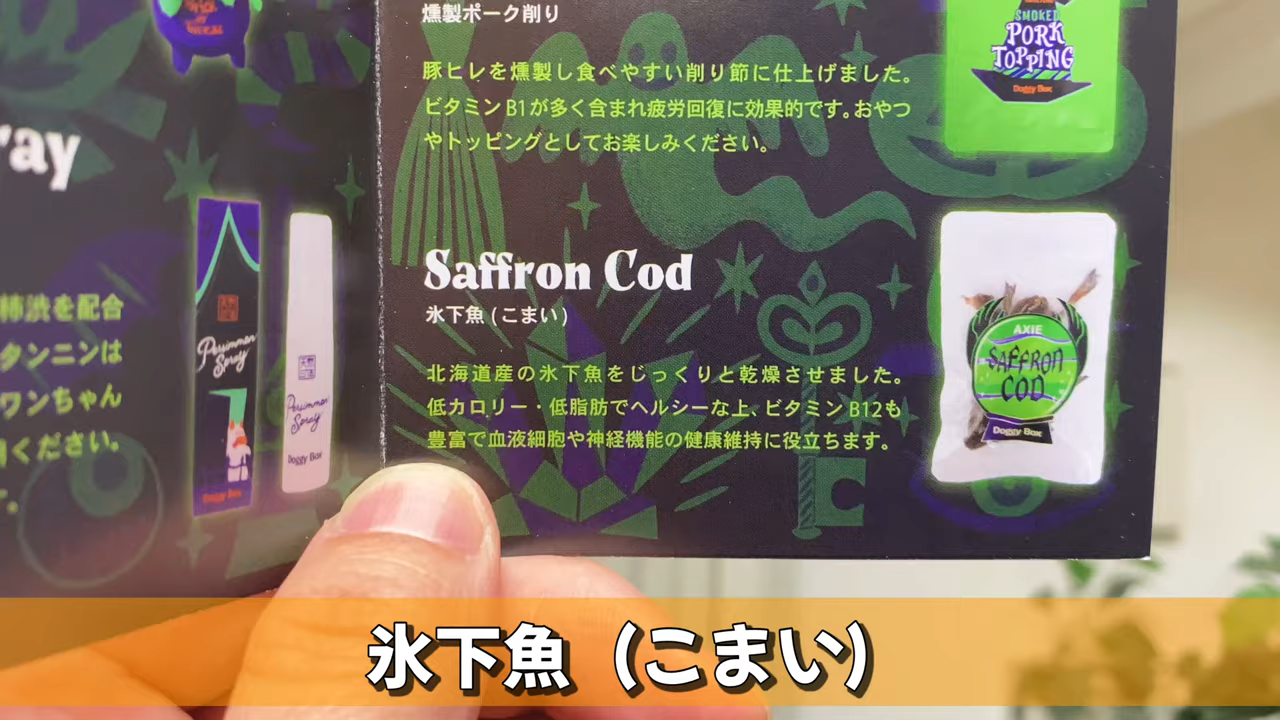 ray
柿渋を配合
タンニンは
ワンちゃん
ください。
Persimmon
Spray
Doggy Box
Persimmon
Spray
Doggy Box
燻製ポーク削り
豚ヒレを燻製し食べやすい削り節に仕上げました。
ビタミンB1が多く含まれ疲労回復に効果的です。おやつ
やトッピングとしてお楽しみください。
SMOKED
PORK
TOPPING
Doggy Box
Saffron Cod
氷下魚(こまい)
北海道産の氷下魚をじっくりと乾燥させました。
低カロリー・低脂肪でヘルシーな上、ビタミンB12も
豊富で血液細胞や神経機能の健康維持に役立ちます。
AXIE
SAFFRON
COD
Doggy Box
氷下魚（こまい）